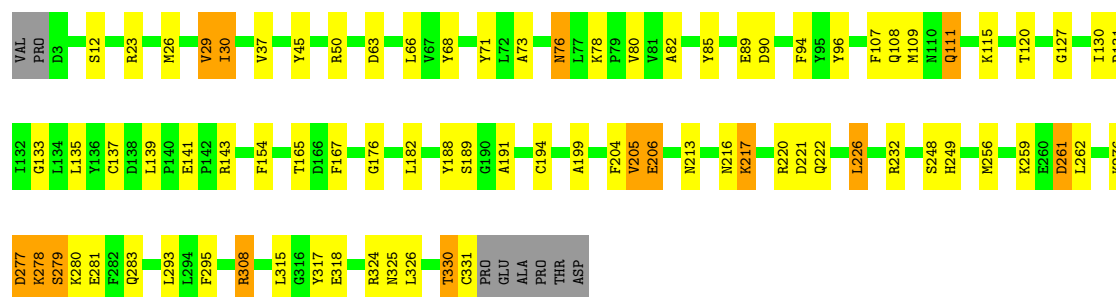 VAL PRO D3 S12 R23 M26 V29 I30 V37 Y45 R50 D63 L66 V67 Y68 Y71 L72 A73 N76 L77 K78 P79 V80 V81 A82 Y85 E89 D90 F94 Y95 Y96 F107 Q108 M109 N110 Q111 K115 T120 G127 I130
I132 G133 L134 L135 Y136 C137 D138 L139 P140 E141 P142 R143 F154 T165 D166 F167 G176 L182 Y188 S189 G190 A191 C194 A199 F204 V205 E206 N213 N216 K217 R220 D221 Q222 L226 R232 S248 H249 M256 K259 E260 D261 L262
D277 K278 S279 K280 E281 F282 Q283 L293 L294 F295 R308 L315 G316 Y317 E318 R324 N325 L326 T330 C331 PRO GLU ALA PRO THR ASP